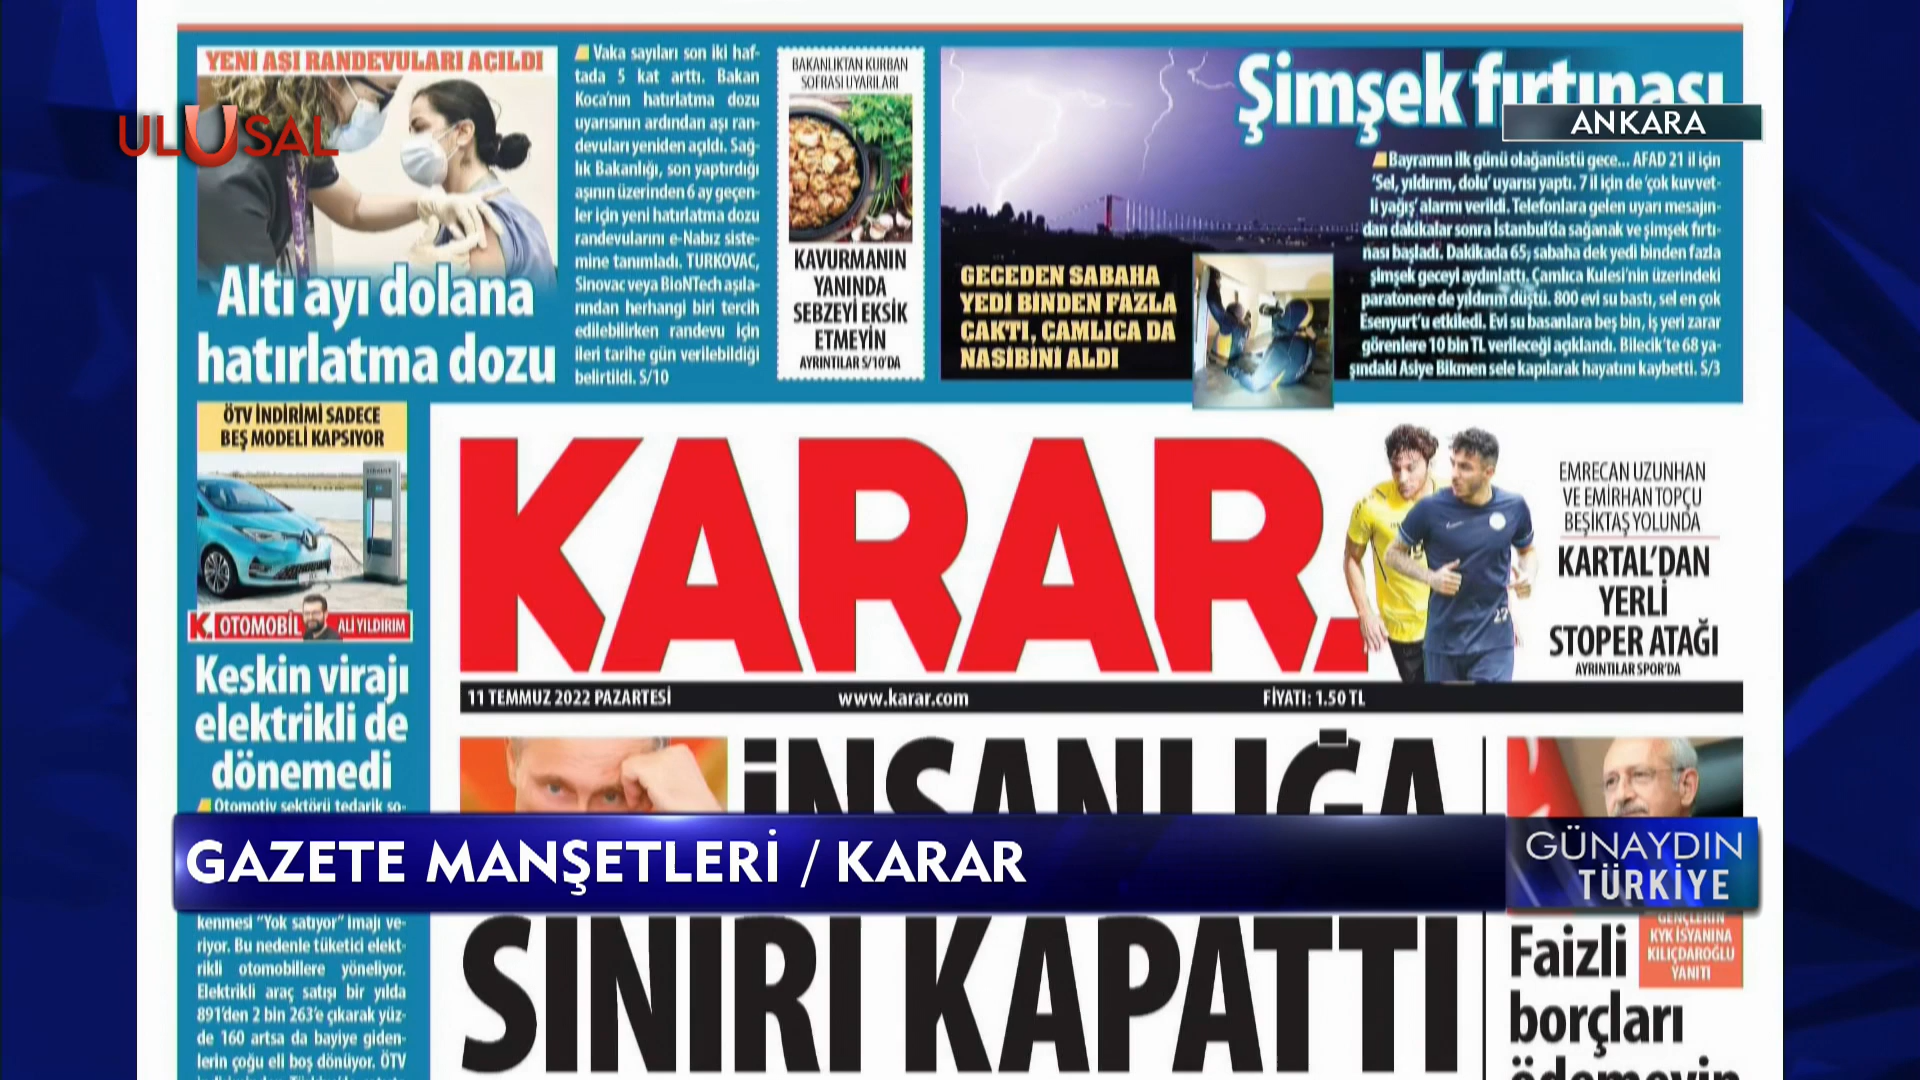 YENİ AŞI RANDEVULARI AÇILDI
Altı ayı dolana
hatırlatma dozu
Vaka sayıları son iki haf-
tada 5 kat arttı. Bakan
Koca'nın hatırlatma dozu
uyarısının ardından aşı ran-
devuları yeniden açıldı. Sağ-
lık Bakanlığı, son yaptırdığı
aşının üzerinden 6 ay geçen-
ler için yeni hatırlatma dozu
randevularını e-Nabız siste-
mine tanımladı. TURKOVAC,
Sinovac veya BioNTech aşıla-
rından herhangi biri tercih
edilebilirken randevu için
ileri tarihe gün verilebildiği
belirtildi. S/10
BAKANLIKTAN KURBAN
SOFRASI UYARILARI
KAVURMANIN
YANINDA
SEBZEYİ EKSİK
ETMEYİN
AYRINTILAR S/10'DA
Şimşek fırtınası
ANKARA
GECEDEN SABAHA
YEDİ BİNDEN FAZLA
ÇAKTI, ÇAMLICA DA
NASİBİNİ ALDI
Bayramın ilk günü olağanüstü gece... AFAD 21 il için
'Sel, yıldırım, dolu' uyarısı yaptı. 7 il için de 'çok kuvvet-
li yağış' alarmı verildi. Telefonlara gelen uyarı mesajın-
dan dakikalar sonra İstanbul'da sağanak ve şimşek fırtı-
nası başladı. Dakikada 65; sabaha dek yedi binden fazla
şimşek geceyi aydınlattı. Çamlıca Kulesi'nin üzerindeki
paratonere de yıldırım düştü. 800 evi su bastı, sel en çok
Esenyurt'u etkiledi. Evi su basanlara beş bin, iş yeri zarar
görenlere 10 bin TL verileceği açıklandı. Bilecik'te 68 ya-
şındaki Asiye Bikmen sele kapılarak hayatını kaybetti. S/3
ULUSAL
ÖTV İNDİRİMİ SADECE
BEŞ MODELİ KAPSIYOR
K. OTOMOBİL ALİ YILDIRIM
Keskin virajı
elektrikli de
dönemedi
Otomotiv sektörü tedarik so-
kenmesi "Yok satıyor" imajı ve-
riyor. Bu nedenle tüketici elekt-
rikli otomobillere yöneliyor.
Elektrikli araç satışı bir yılda
891'den 2 bin 263'e çıkarak yüz-
de 160 artsa da bayiye giden-
lerin çoğu eli boş dönüyor. ÖTV
KARAR.
EMRECAN UZUNHAN
VE EMİRHAN TOPÇU
BEŞİKTAŞ YOLUNDA
KARTAL'DAN
YERLİ
STOPER ATAĞI
AYRINTILAR SPOR'DA
11 TEMMUZ 2022 PAZARTESİ www.karar.com FİYATI: 1.50 TL
İNSANLIĞA
SINIRI KAPATTI
GENÇLERİN
KYK İSYANINA
KILIÇDAROĞLU
YANITI
Faizli
borçları
ödemeyin
GAZETE MANŞETLERİ / KARAR
GÜNAYDIN
TÜRKİYE